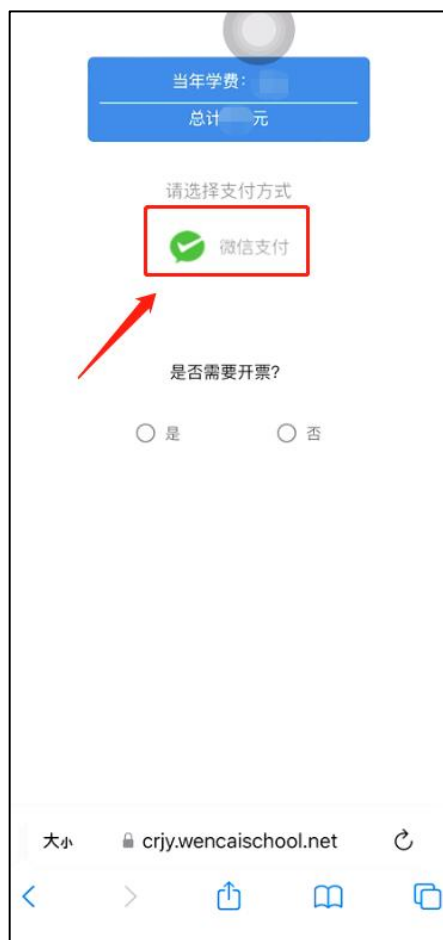 当年学费：
总计 元
请选择支付方式
微信支付
是否需要开票？
是 否
大小 crjy.wencaischool.net